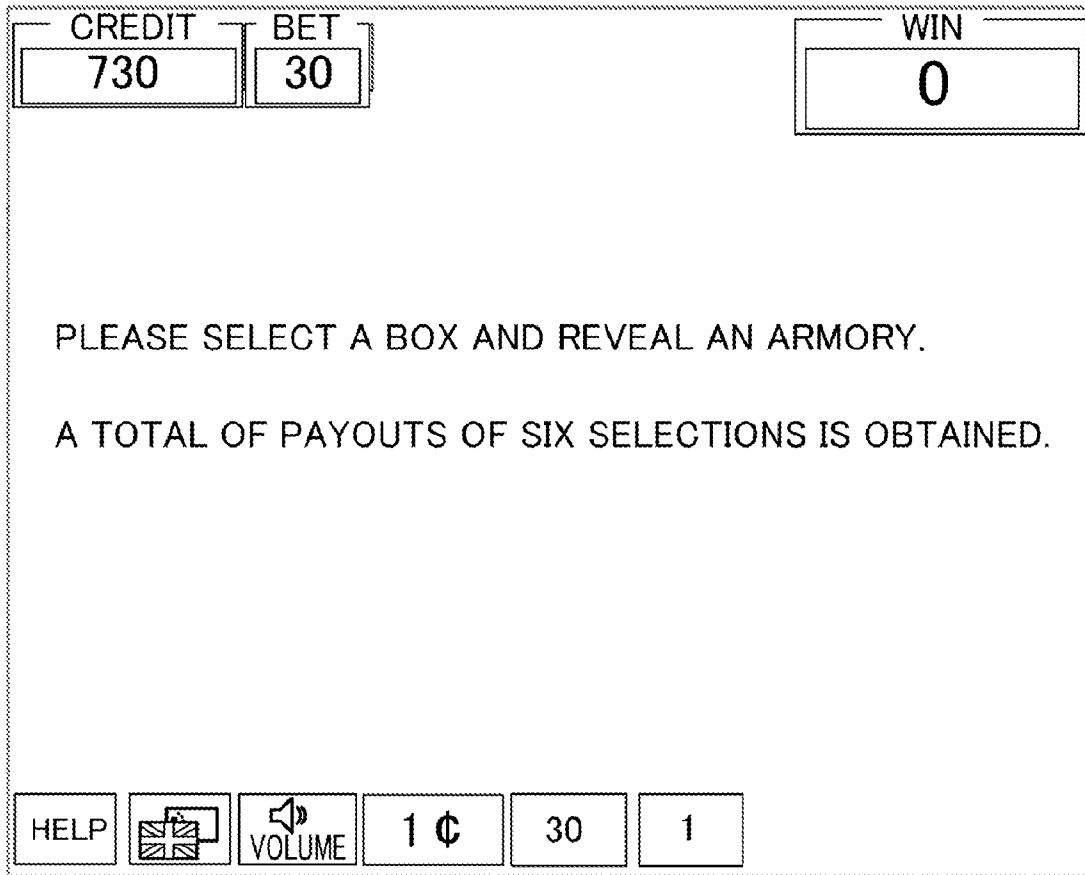 CREDIT BET WIN
730 30 0
PLEASE SELECT A BOX AND REVEAL AN ARMORY.
A TOTAL OF PAYOUTS OF SIX SELECTIONS IS OBTAINED.
HELP VOLUME 1 ¢ 30 1